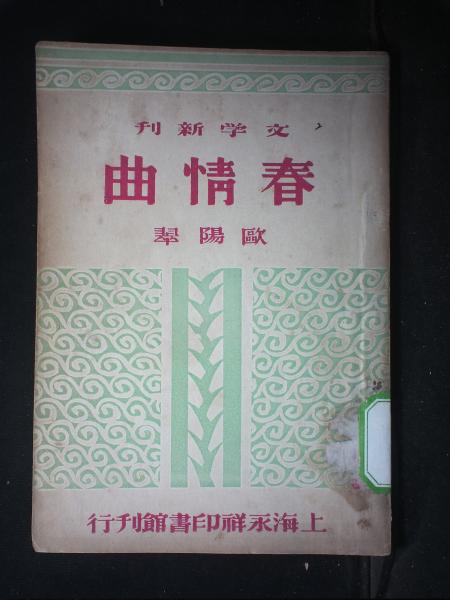 文学新刊
春情曲
歐陽翠
上海永祥印書館刊行